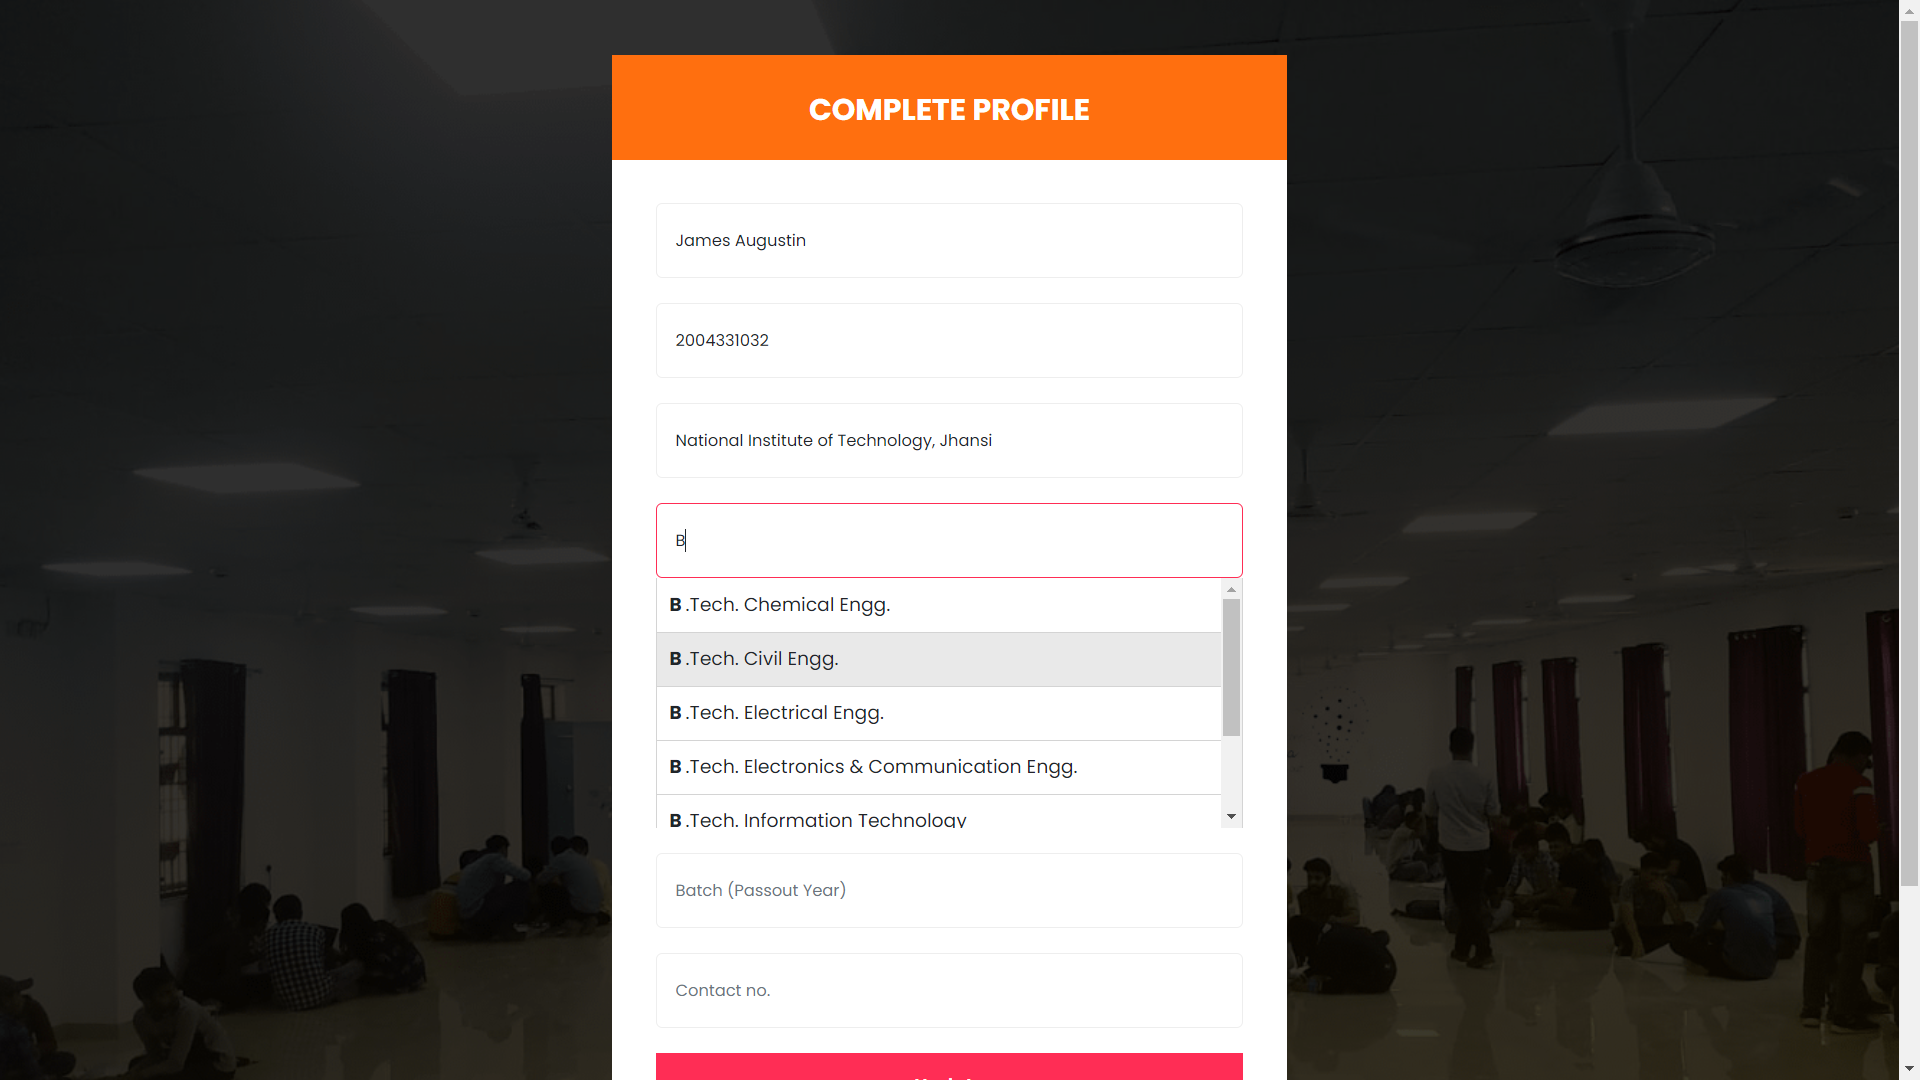 COMPLETE PROFILE
James Augustin
2004331032
National Institute of Technology, Jhansi
B
B .Tech. Chemical Engg.
B .Tech. Civil Engg.
B .Tech. Electrical Engg.
B .Tech. Electronics & Communication Engg.
B .Tech. Information Technology
Batch (Passout Year)
Contact no.